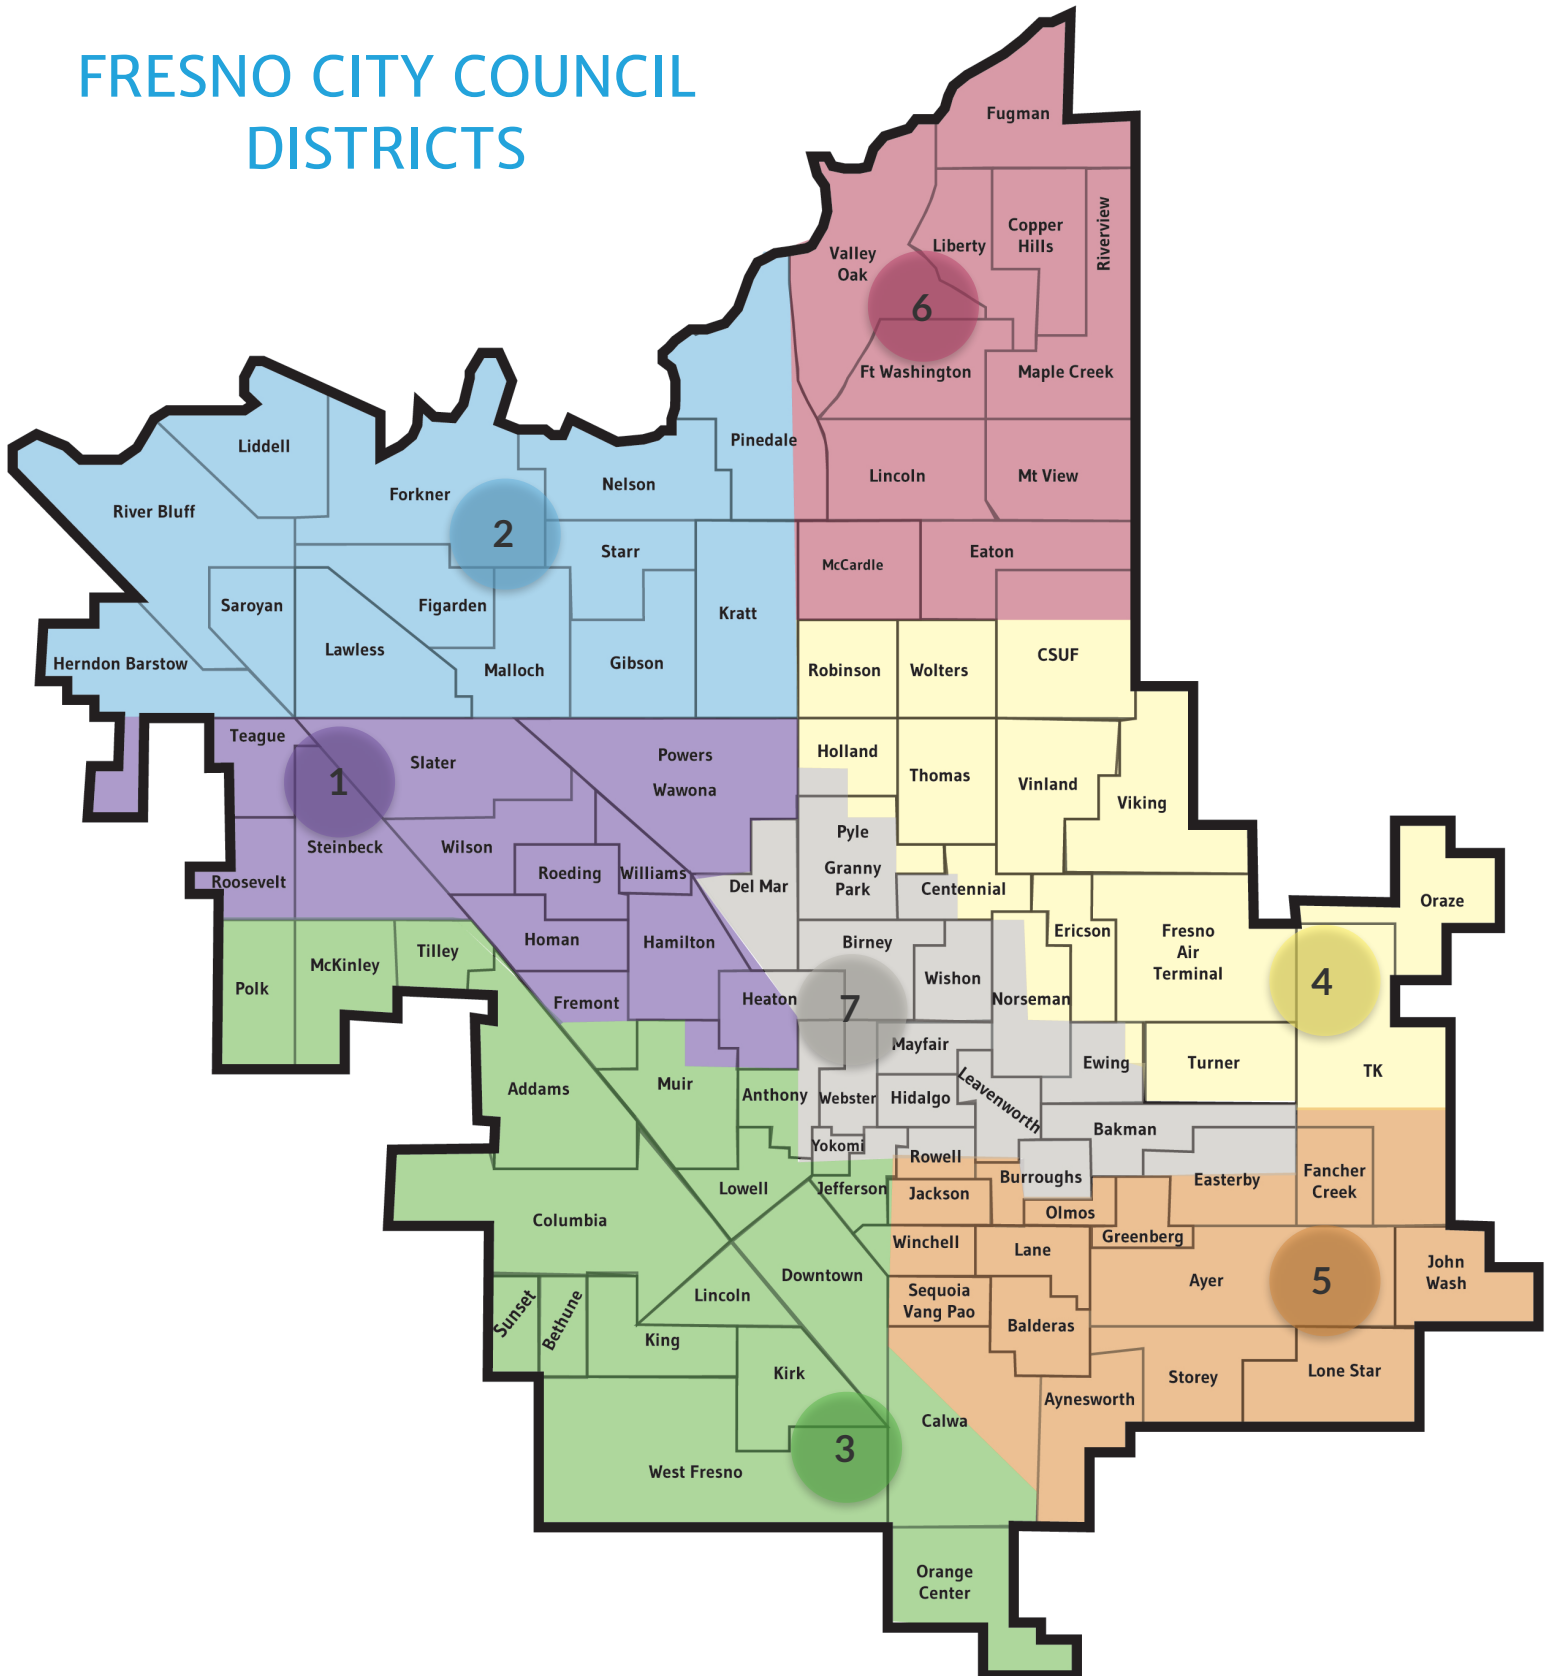 FRESNO CITY COUNCIL
DISTRICTS
Fugman
Copper
Hills
Riverview
Liberty
Valley
Oak
6
Ft Washington
Maple Creek
Pinedale
Lincoln
Mt View
Liddell
Forkner
Nelson
River Bluff
2
Starr
McCardle
Eaton
Saroyan
Figarden
Kratt
Lawless
Herndon Barstow
Malloch
Gibson
Robinson
Wolters
CSUF
Teague
Slater
Powers
Wawona
Holland
Thomas
Vinland
Viking
1
Steinbeck
Wilson
Roeding
Williams
Roosevelt
Del Mar
Pyle
Granny
Park
Centennial
Oraze
Homan
Hamilton
Birney
Ericson
Fresno
Air
Terminal
Tilley
McKinley
Polk
Fremont
Heaton
7
Wishon
Norseman
4
Mayfair
Ewing
Turner
TK
Addams
Muir
Anthony
Webster
Hidalgo
Leavenworth
Bakman
Yokomi
Rowell
Burroughs
Easterby
Fancher
Creek
Lowell
Jefferson
Jackson
Olmos
Columbia
Winchell
Lane
Greenberg
Downtown
Ayer
5
John
Wash
Sunset
Bethune
Lincoln
Sequoia
Vang Pao
Balderas
King
Kirk
Storey
Lone Star
Aynesworth
Calwa
3
West Fresno
Orange
Center